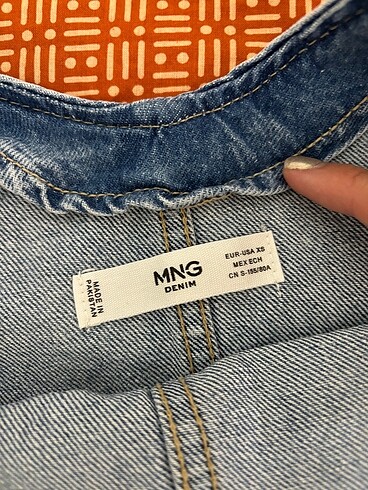 MADE IN
PAKISTAN
MNG
DENIM
EUR-USA XS
MEX ECH
CN S-155/80A